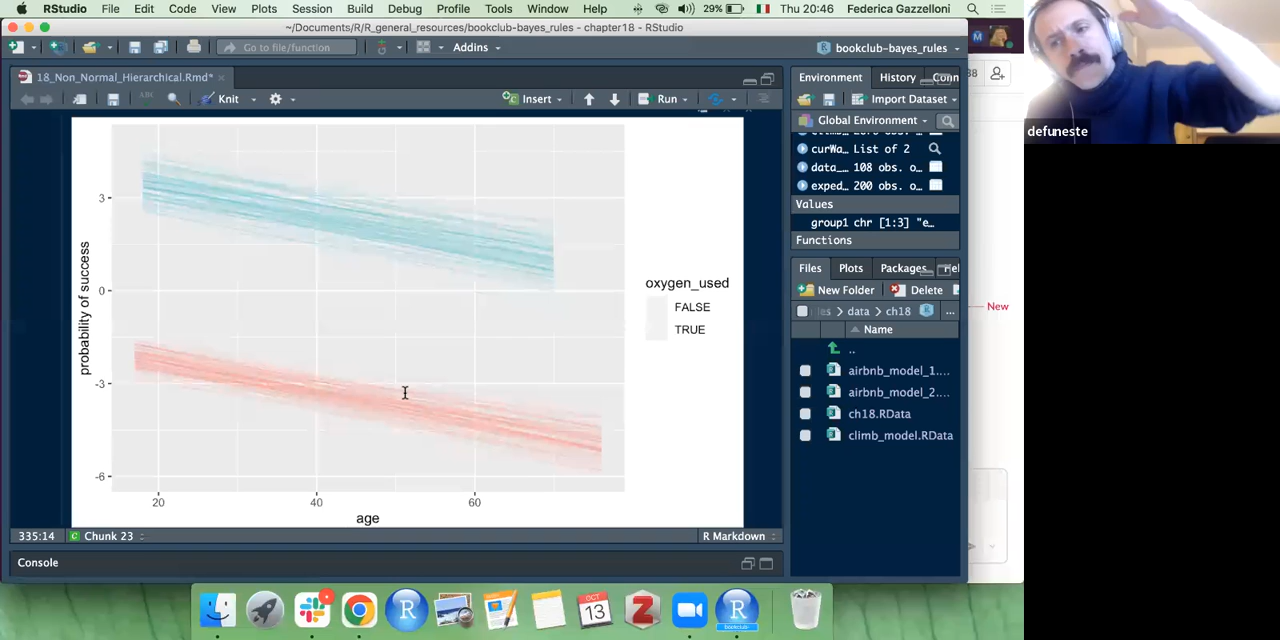 RStudio File Edit Code View Plots Session Build Debug Profile Tools Window Help 29% Thu 20:46 Federica Gazzelloni
~/Documents/R/R_general_resources/bookclub-bayes_rules - chapter18 - RStudio
Go to file/function Addins bookclub-bayes_rules
18_Non_Normal_Hierarchical.Rmd*
ABC Knit Insert Run
3
0
-3
-6
probability of success
20 40 60
age
oxygen_used
FALSE
TRUE
335:14 Chunk 23 R Markdown
Console
Environment History Conn
Import Dataset
Global Environment
curWa… List of 2
data_… 108 obs. o…
exped… 200 obs. o…
Values
group1 chr [1:3] "e…
Functions
Files Plots Packages
New Folder Delete
data ch18 ...
Name
..
airbnb_model_1....
airbnb_model_2....
ch18.RData
climb_model.RData
M
38
New
defuneste
OCT
13
Z
R
R
bookclub-